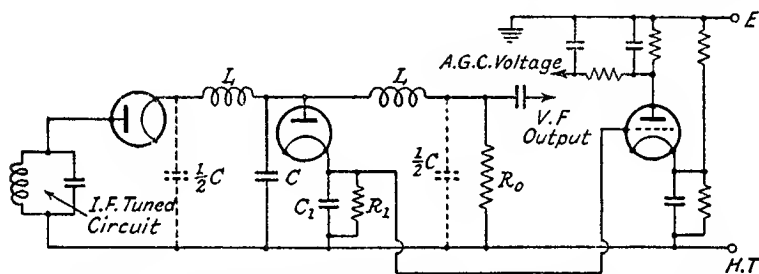 E
A.G.C. Voltage
L
L
V.F
Output
½C
C
C₁
R₁
½C
R₀
I.F. Tuned
Circuit
H.T